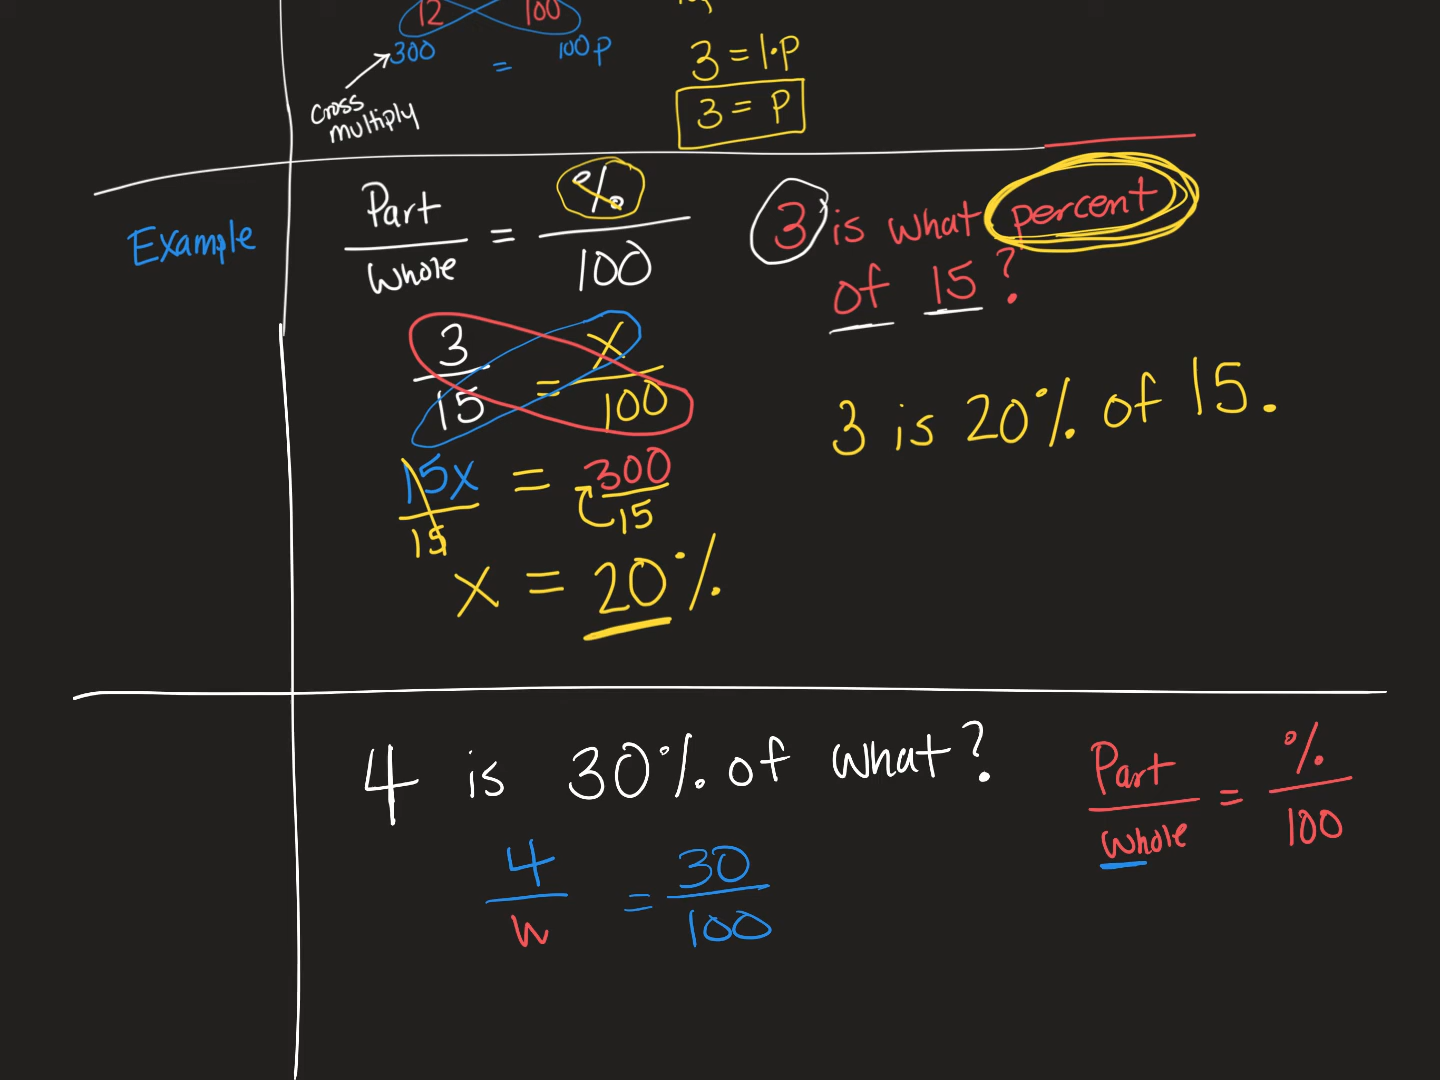 12 100
300 = 100p
3 = 1·p
3 = p
cross
multiply
Example
Part
Whole
=
%
100
3 is what percent
of 15?
3
15
=
x
100
3 is 20% of 15.
15x = 300
15 15
x = 20%
4 is 30% of what?
Part
whole
=
%
100
4
w
=
30
100